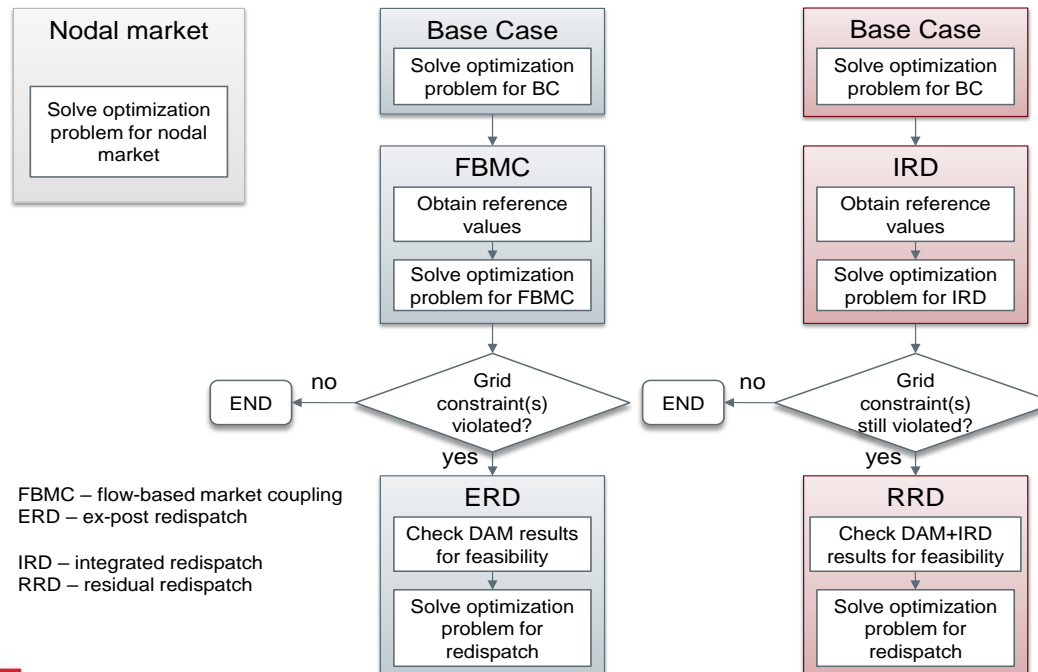 Nodal market
Solve optimization
problem for nodal
market
Base Case
Solve optimization
problem for BC
FBMC
Obtain reference
values
Solve optimization
problem for FBMC
Grid
constraint(s)
violated?
no
END
yes
ERD
Check DAM results
for feasibility
Solve optimization
problem for
redispatch
Base Case
Solve optimization
problem for BC
IRD
Obtain reference
values
Solve optimization
problem for IRD
Grid
constraint(s)
still violated?
no
END
yes
RRD
Check DAM+IRD
results for feasibility
Solve optimization
problem for
redispatch
FBMC – flow-based market coupling
ERD – ex-post redispatch
IRD – integrated redispatch
RRD – residual redispatch